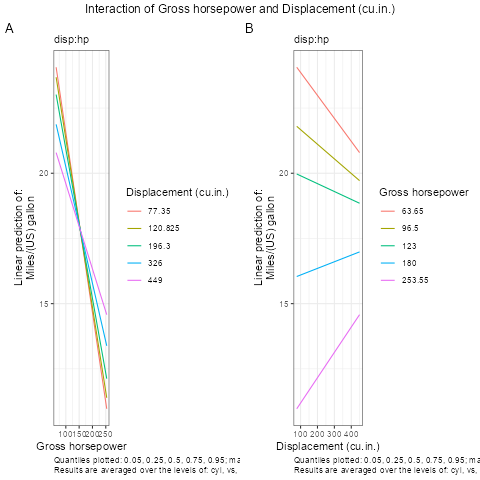 Interaction of Gross horsepower and Displacement (cu.in.)
A
disp:hp
20
15
Linear prediction of:
Miles/(US) gallon
100150200250
Gross horsepower
Displacement (cu.in.)
77.35
120.825
196.3
326
449
Quantiles plotted: 0.05, 0.25, 0.5, 0.75, 0.95; ma
Results are averaged over the levels of: cyl, vs,
B
disp:hp
20
15
Linear prediction of:
Miles/(US) gallon
100 200 300 400
Displacement (cu.in.)
Gross horsepower
63.65
96.5
123
180
253.55
Quantiles plotted: 0.05, 0.25, 0.5, 0.75, 0.95; ma
Results are averaged over the levels of: cyl, vs,